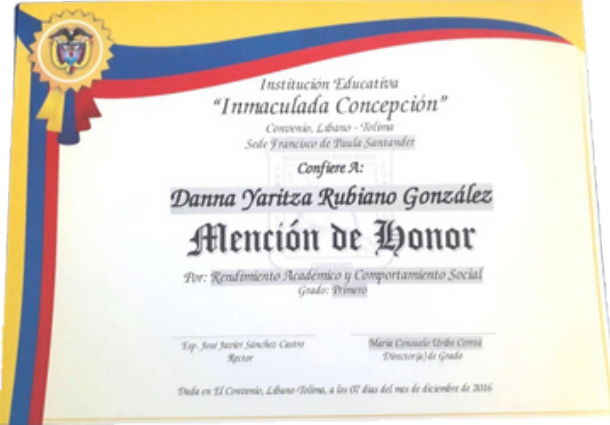 Institución Educativa
"Inmaculada Concepción"
Convenio, Líbano - Tolima
Sede Francisco de Paula Santander
Confiere A:
Danna Yaritza Rubiano González
Mención de Honor
Por: Rendimiento Académico y Comportamiento Social
Grado: Primero
Esp. José Javier Sánchez Castro
Rector
María Consuelo Uribe Correa
Director(a) de Grado
Dada en El Convenio, Líbano-Tolima, a los 07 días del mes de diciembre de 2016